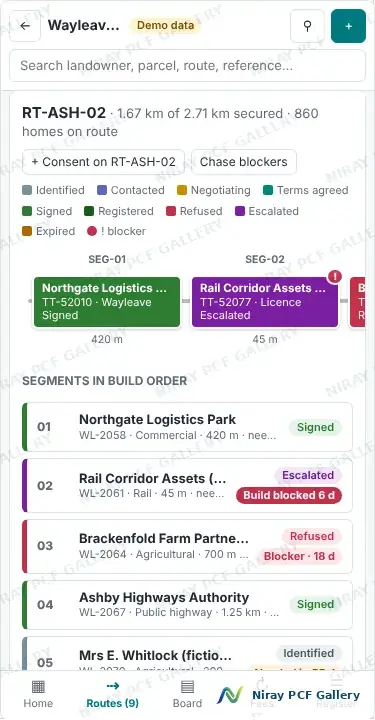 ← Wayleav... Demo data +
Search landowner, parcel, route, reference...
RT-ASH-02 · 1.67 km of 2.71 km secured · 860
homes on route
+ Consent on RT-ASH-02 Chase blockers
Identified Contacted Negotiating Terms agreed
Signed Registered Refused Escalated
Expired ! blocker
SEG-01 SEG-02
Northgate Logistics ... Rail Corridor Assets ... !
TT-52010 · Wayleave TT-52077 · Licence
Signed Escalated
420 m 45 m
SEGMENTS IN BUILD ORDER
01 Northgate Logistics Park Signed
WL-2058 · Commercial · 420 m · nee...
02 Rail Corridor Assets (... Escalated
WL-2061 · Rail · 45 m · nee... Build blocked 6 d
03 Brackenfold Farm Partne... Refused
WL-2064 · Agricultural · 700 m ... Blocker · 18 d
04 Ashby Highways Authority Signed
WL-2067 · Public highway · 1.25 km · ...
05 Mrs E. Whitlock (fictio... Identified
Home Routes (9) Board Fees Register
Niray PCF Gallery
NIRAY PCF GALLERY